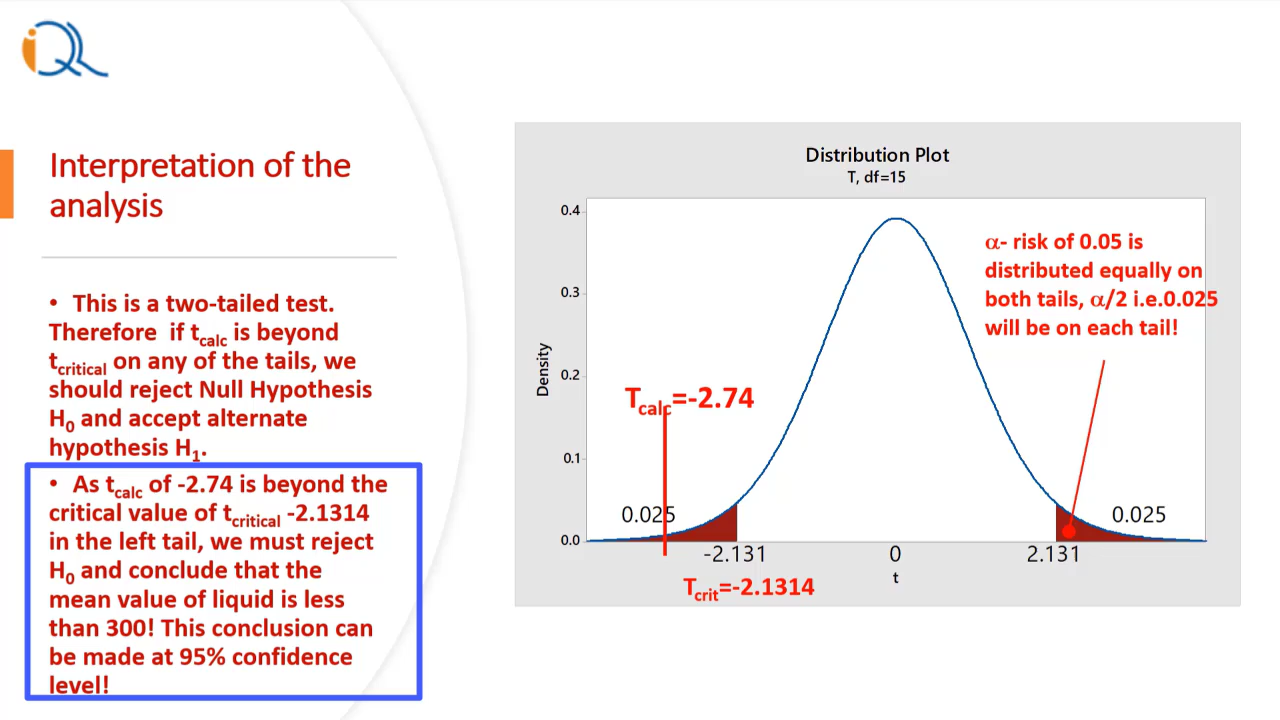 iQ
Interpretation of the
analysis
• This is a two-tailed test.
Therefore if tcalc is beyond
tcritical on any of the tails, we
should reject Null Hypothesis
H0 and accept alternate
hypothesis H1.
• As tcalc of -2.74 is beyond the
critical value of tcritical -2.1314
in the left tail, we must reject
H0 and conclude that the
mean value of liquid is less
than 300! This conclusion can
be made at 95% confidence
level!
Distribution Plot
T, df=15
0.4
0.3
0.2
0.1
0.0
Density
α- risk of 0.05 is
distributed equally on
both tails, α/2 i.e.0.025
will be on each tail!
Tcalc=-2.74
0.025
0.025
-2.131
0
2.131
t
Tcrit=-2.1314